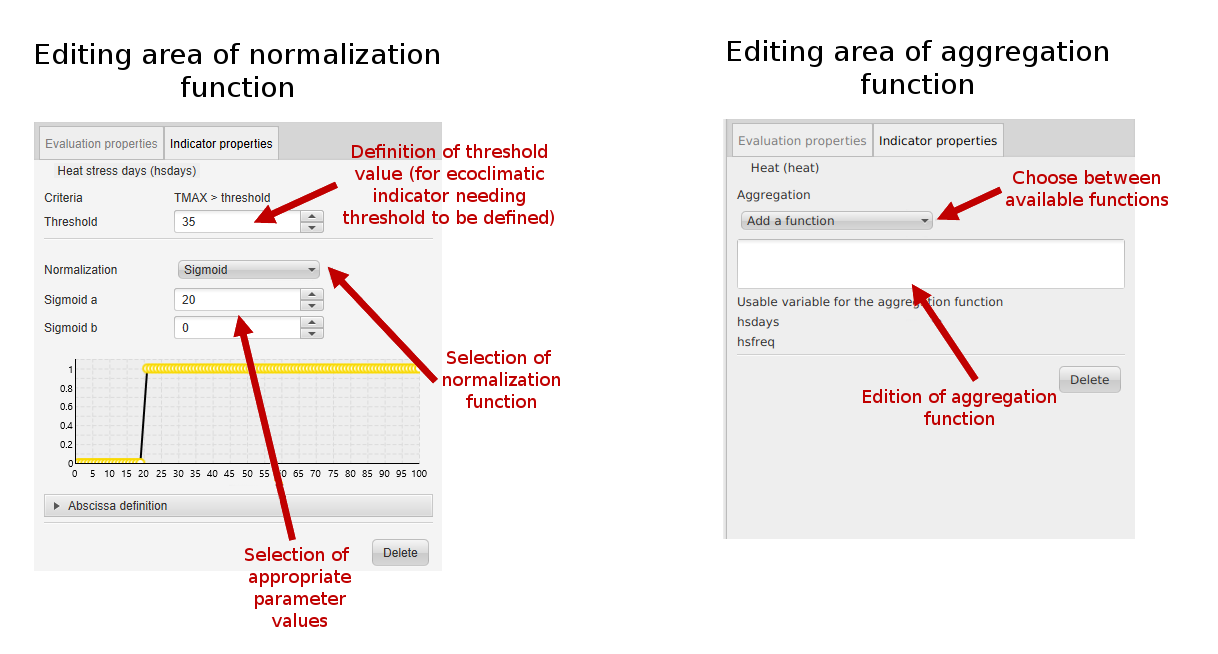 Editing area of normalization
function
Evaluation properties Indicator properties
Heat stress days (hsdays)
Criteria TMAX > threshold
Threshold 35
Definition of threshold
value (for ecoclimatic
indicator needing
threshold to be defined)
Normalization Sigmoid
Sigmoid a 20
Sigmoid b 0
Selection of
normalization
function
1
0.8
0.6
0.4
0.2
0
0 5 10 15 20 25 30 35 40 45 50 55 60 65 70 75 80 85 90 95 100
Abscissa definition
Delete
Selection of
appropriate
parameter
values
Editing area of aggregation
function
Evaluation properties Indicator properties
Heat (heat)
Aggregation
Add a function
Choose between
available functions
Usable variable for the aggregation function
hsdays
hsfreq
Delete
Edition of aggregation
function